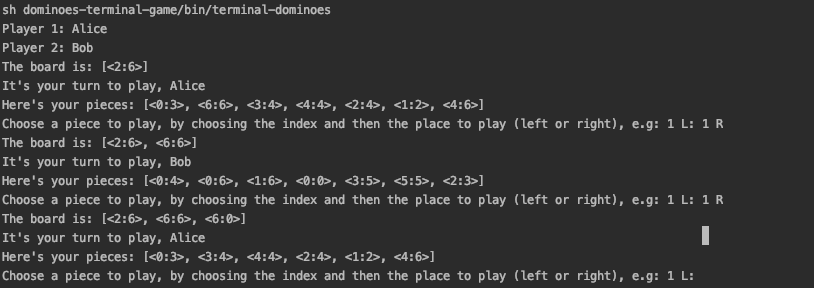 sh dominoes-terminal-game/bin/terminal-dominoes
Player 1: Alice
Player 2: Bob
The board is: [<2:6>]
It's your turn to play, Alice
Here's your pieces: [<0:3>, <6:6>, <3:4>, <4:4>, <2:4>, <1:2>, <4:6>]
Choose a piece to play, by choosing the index and then the place to play (left or right), e.g: 1 L: 1 R
The board is: [<2:6>, <6:6>]
It's your turn to play, Bob
Here's your pieces: [<0:4>, <0:6>, <1:6>, <0:0>, <3:5>, <5:5>, <2:3>]
Choose a piece to play, by choosing the index and then the place to play (left or right), e.g: 1 L: 1 R
The board is: [<2:6>, <6:6>, <6:0>]
It's your turn to play, Alice
Here's your pieces: [<0:3>, <3:4>, <4:4>, <2:4>, <1:2>, <4:6>]
Choose a piece to play, by choosing the index and then the place to play (left or right), e.g: 1 L: